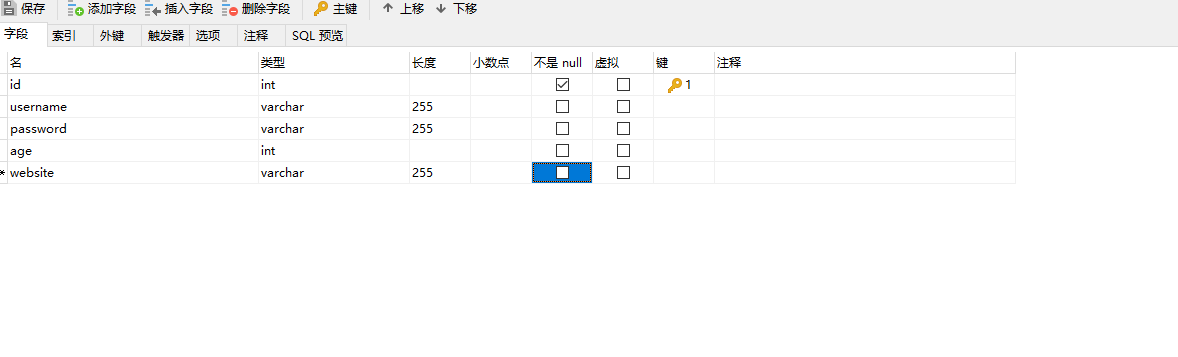 保存 添加字段 插入字段 删除字段 主键 上移 下移
字段 索引 外键 触发器 选项 注释 SQL 预览
名 类型 长度 小数点 不是 null 虚拟 键 注释
id int 1
username varchar 255
password varchar 255
age int
* website varchar 255